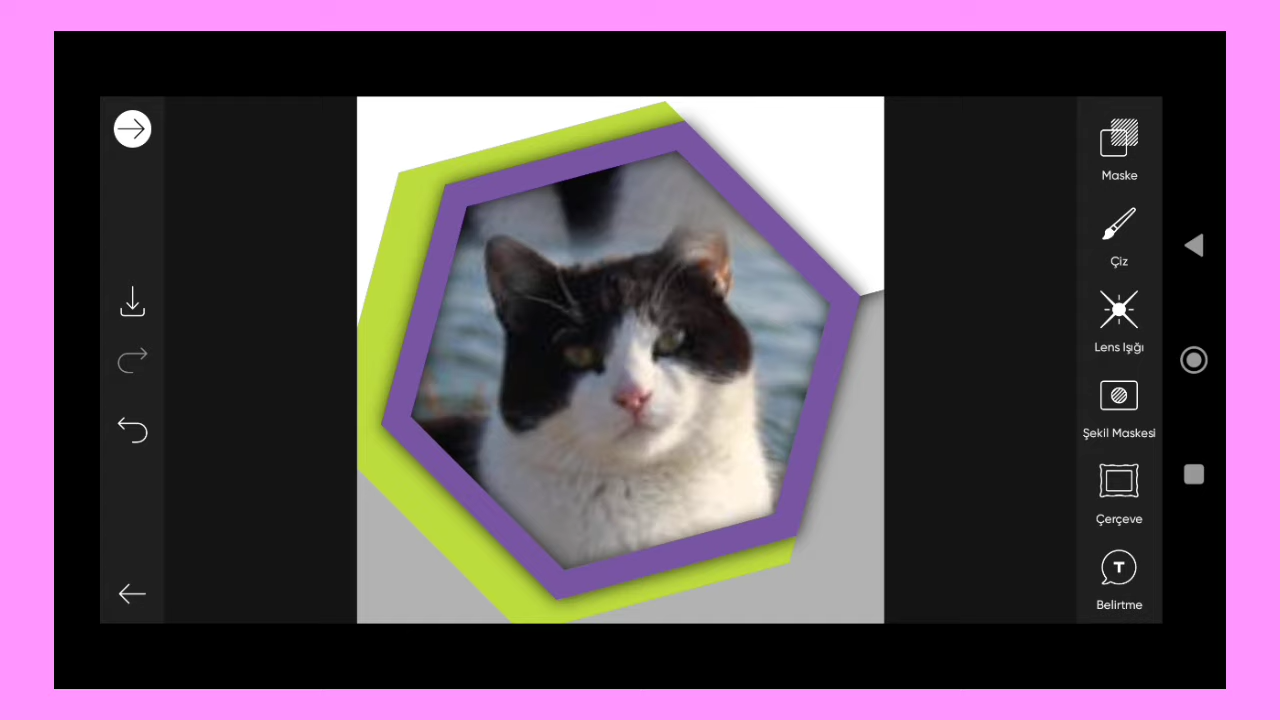 Maske
Çiz
Lens Işığı
Şekil Maskesi
Çerçeve
T
Belirtme